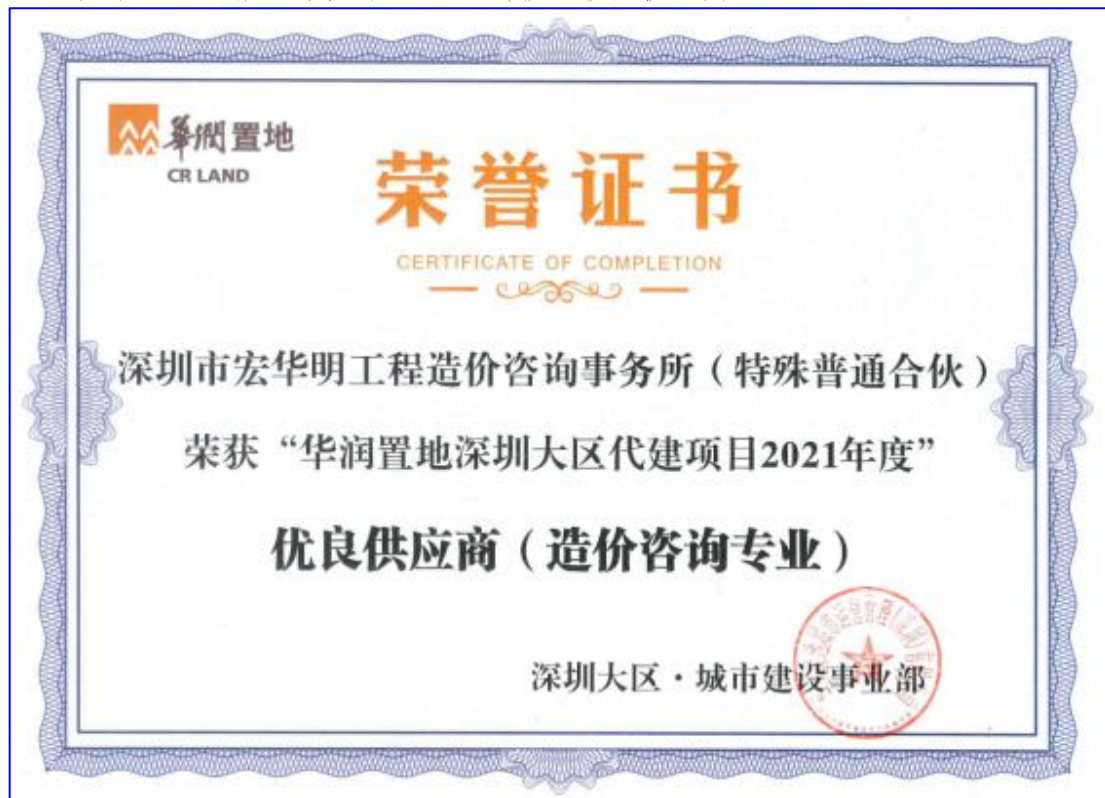 華润置地
CR LAND
荣誉证书
CERTIFICATE OF COMPLETION
深圳市宏华明工程造价咨询事务所（特殊普通合伙）
荣获“华润置地深圳大区代建项目2021年度”
优良供应商（造价咨询专业）
深圳大区·城市建设事业部